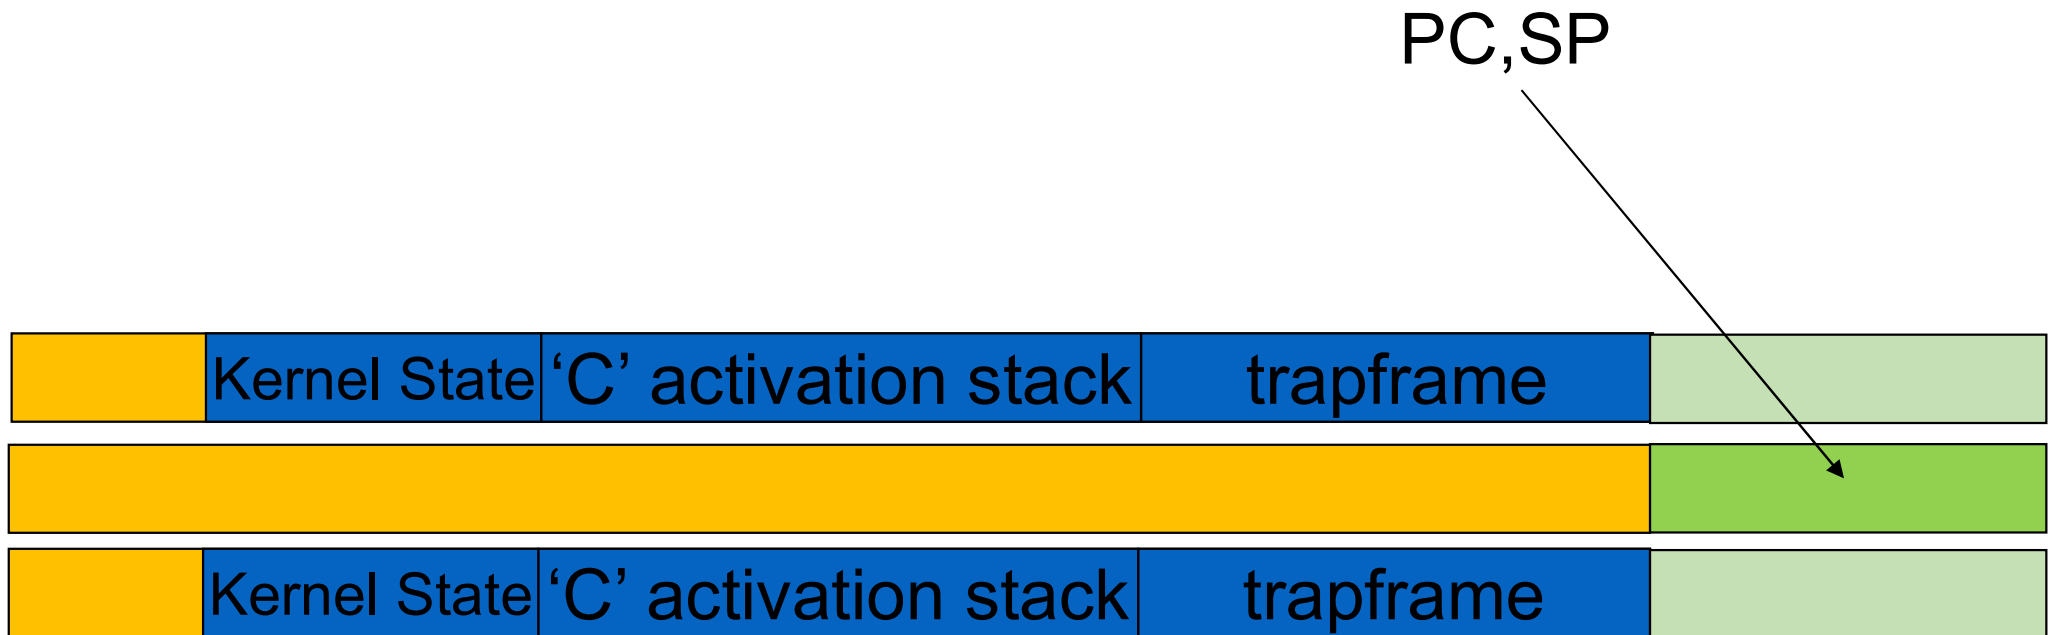 PC,SP
Kernel State ‘C’ activation stack trapframe
Kernel State ‘C’ activation stack trapframe